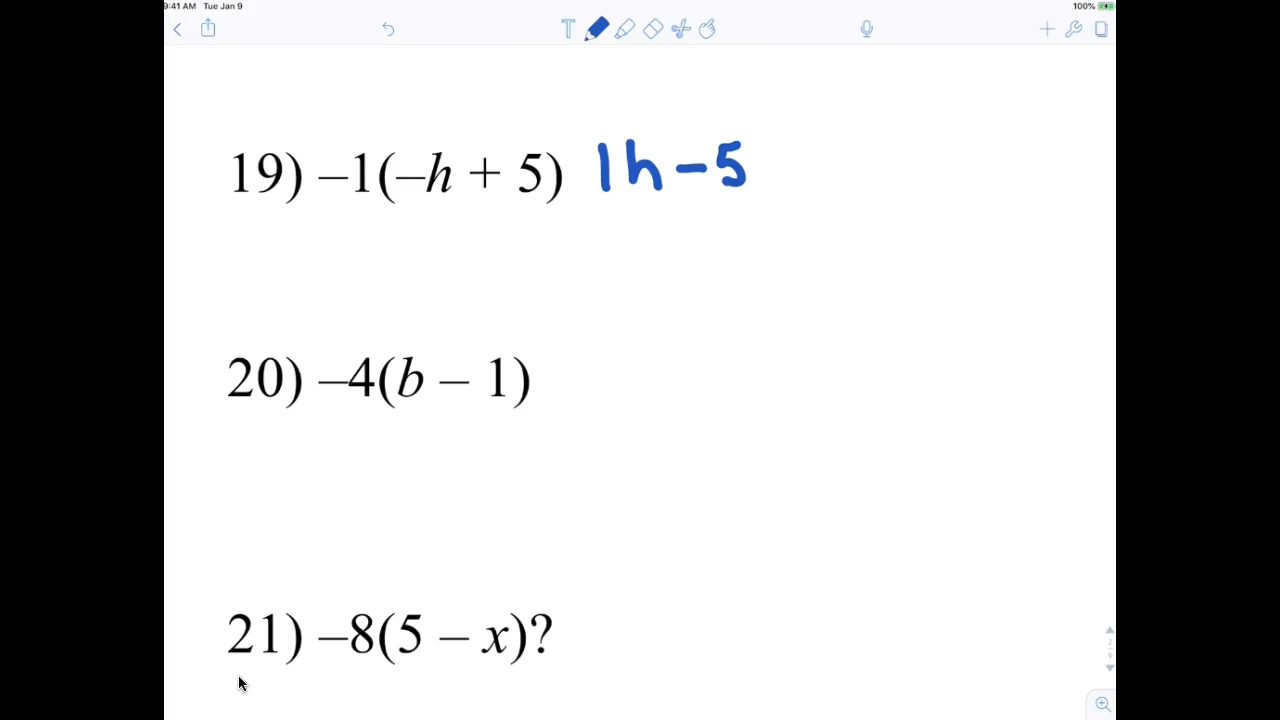 9:41 AM Tue Jan 9 100%
19) –1(–h + 5) 1h – 5
20) –4(b – 1)
21) –8(5 – x)?